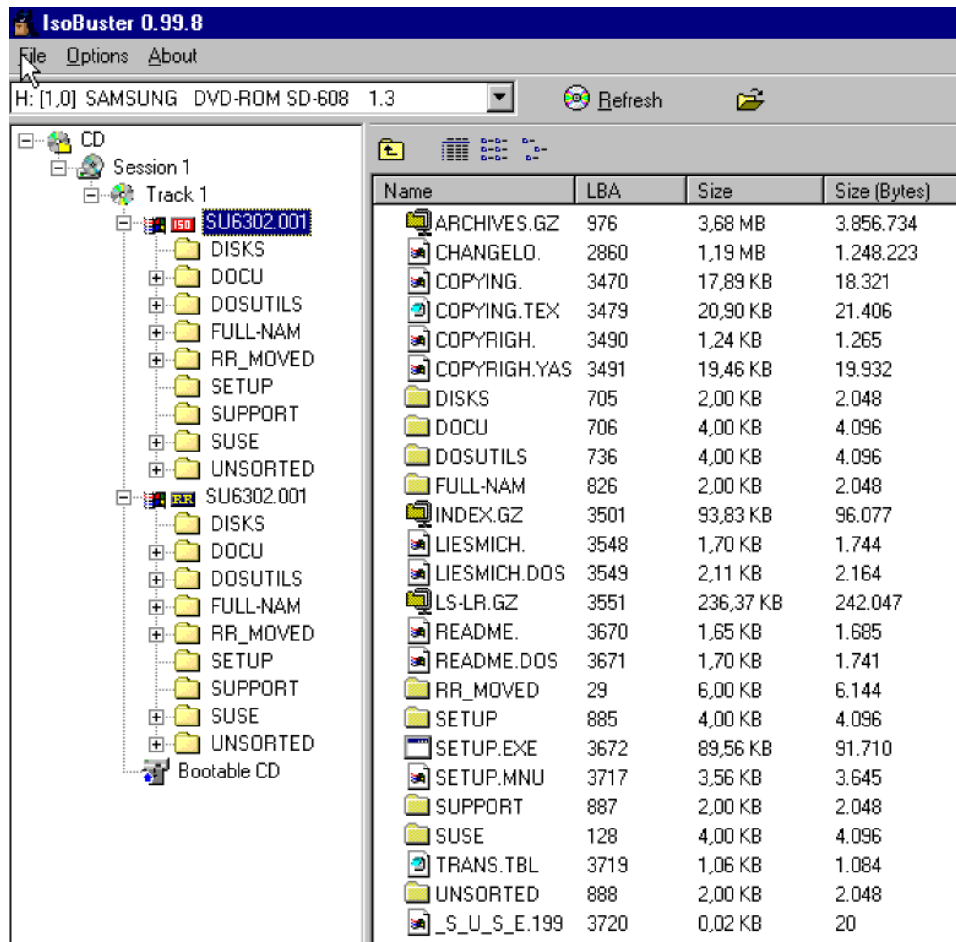 IsoBuster 0.99.8
File Options About
H: [1,0] SAMSUNG DVD-ROM SD-608 1.3 Refresh
CD
Session 1
Track 1
ISO SU6302.001
DISKS
DOCU
DOSUTILS
FULL-NAM
RR_MOVED
SETUP
SUPPORT
SUSE
UNSORTED
RR SU6302.001
DISKS
DOCU
DOSUTILS
FULL-NAM
RR_MOVED
SETUP
SUPPORT
SUSE
UNSORTED
Bootable CD
Name LBA Size Size (Bytes)
ARCHIVES.GZ 976 3,68 MB 3.856.734
CHANGELO. 2860 1,19 MB 1.248.223
COPYING. 3470 17,89 KB 18.321
COPYING.TEX 3479 20,90 KB 21.406
COPYRIGH. 3490 1,24 KB 1.265
COPYRIGH.YAS 3491 19,46 KB 19.932
DISKS 705 2,00 KB 2.048
DOCU 706 4,00 KB 4.096
DOSUTILS 736 4,00 KB 4.096
FULL-NAM 826 2,00 KB 2.048
INDEX.GZ 3501 93,83 KB 96.077
LIESMICH. 3548 1,70 KB 1.744
LIESMICH.DOS 3549 2,11 KB 2.164
LS-LR.GZ 3551 236,37 KB 242.047
README. 3670 1,65 KB 1.685
README.DOS 3671 1,70 KB 1.741
RR_MOVED 29 6,00 KB 6.144
SETUP 885 4,00 KB 4.096
SETUP.EXE 3672 89,56 KB 91.710
SETUP.MNU 3717 3,56 KB 3.645
SUPPORT 887 2,00 KB 2.048
SUSE 128 4,00 KB 4.096
TRANS.TBL 3719 1,06 KB 1.084
UNSORTED 888 2,00 KB 2.048
_S_U_S_E.199 3720 0,02 KB 20